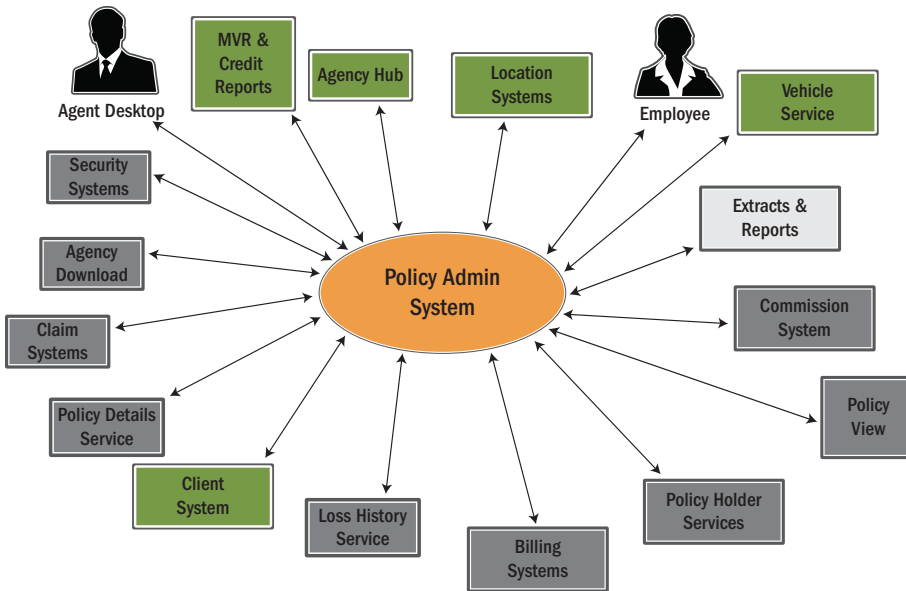 MVR &
Credit
Reports
Agency Hub
Location
Systems
Vehicle
Service
Agent Desktop
Employee
Security
Systems
Extracts &
Reports
Agency
Download
Policy Admin
System
Commission
System
Claim
Systems
Policy Details
Service
Policy
View
Client
System
Loss History
Service
Billing
Systems
Policy Holder
Services